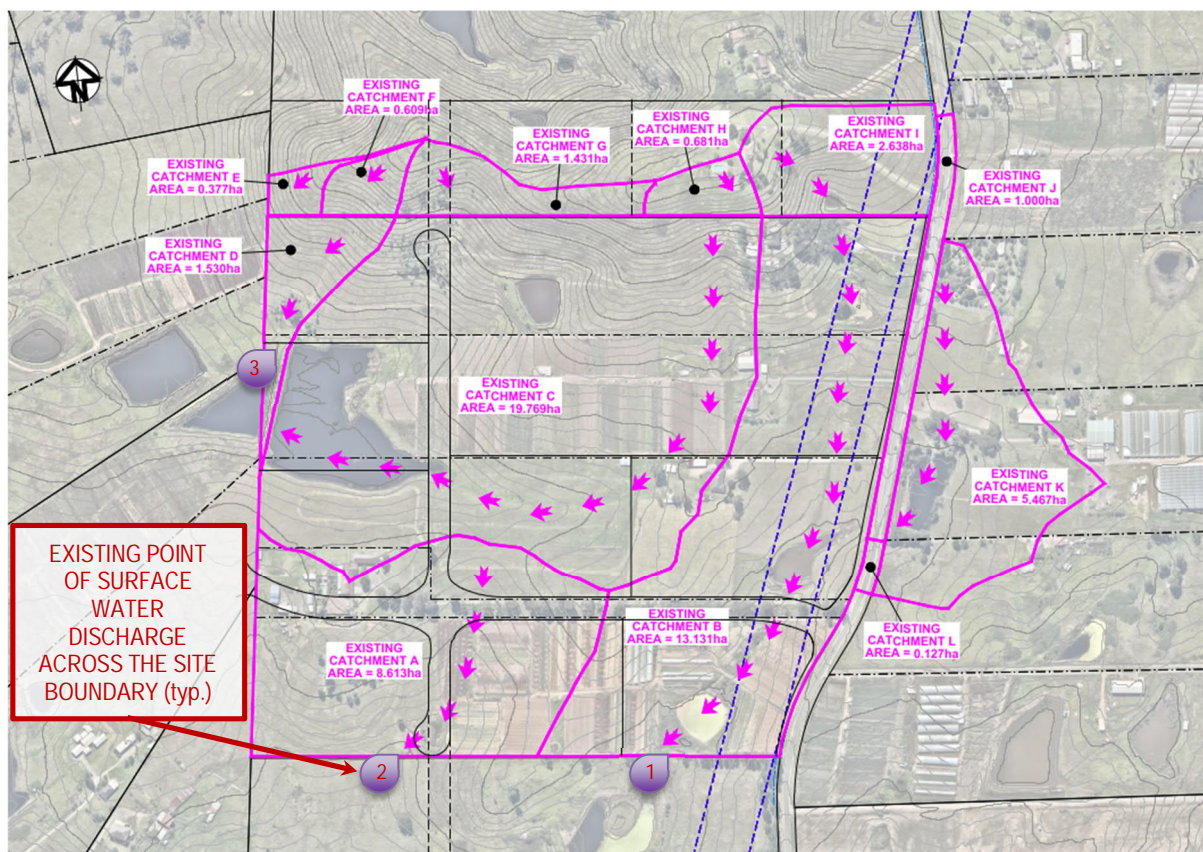 N
EXISTING
CATCHMENT F
AREA = 0.609ha
EXISTING
CATCHMENT G
AREA = 1.431ha
EXISTING
CATCHMENT H
AREA = 0.681ha
EXISTING
CATCHMENT I
AREA = 2.638ha
EXISTING
CATCHMENT E
AREA = 0.377ha
EXISTING
CATCHMENT J
AREA = 1.000ha
EXISTING
CATCHMENT D
AREA = 1.530ha
3
EXISTING
CATCHMENT C
AREA = 19.769ha
EXISTING
CATCHMENT K
AREA = 5.467ha
EXISTING POINT
OF SURFACE
WATER
DISCHARGE
ACROSS THE SITE
BOUNDARY (typ.)
EXISTING
CATCHMENT A
AREA = 8.613ha
EXISTING
CATCHMENT B
AREA = 13.131ha
EXISTING
CATCHMENT L
AREA = 0.127ha
2
1